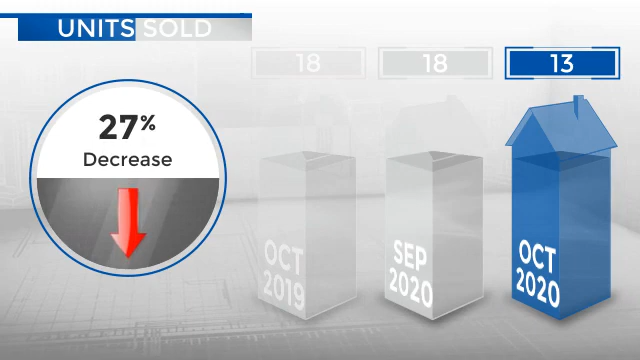 UNITS SOLD
18
18
13
27%
Decrease
OCT
2019
SEP
2020
OCT
2020